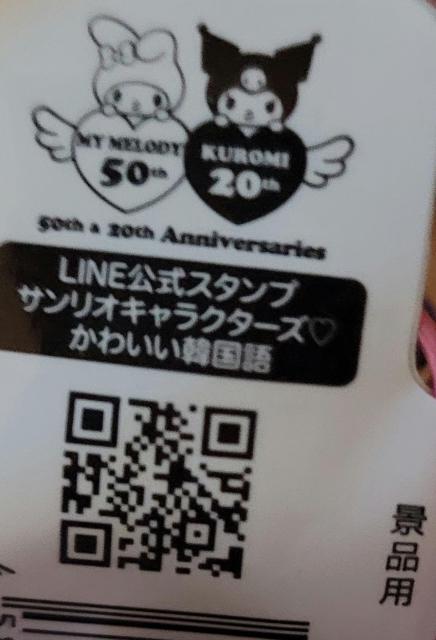 MY MELODY
50th
KUROMI
20th
50th & 20th Anniversaries
LINE公式スタンプ
サンリオキャラクターズ♡
かわいい韓国語
景品用